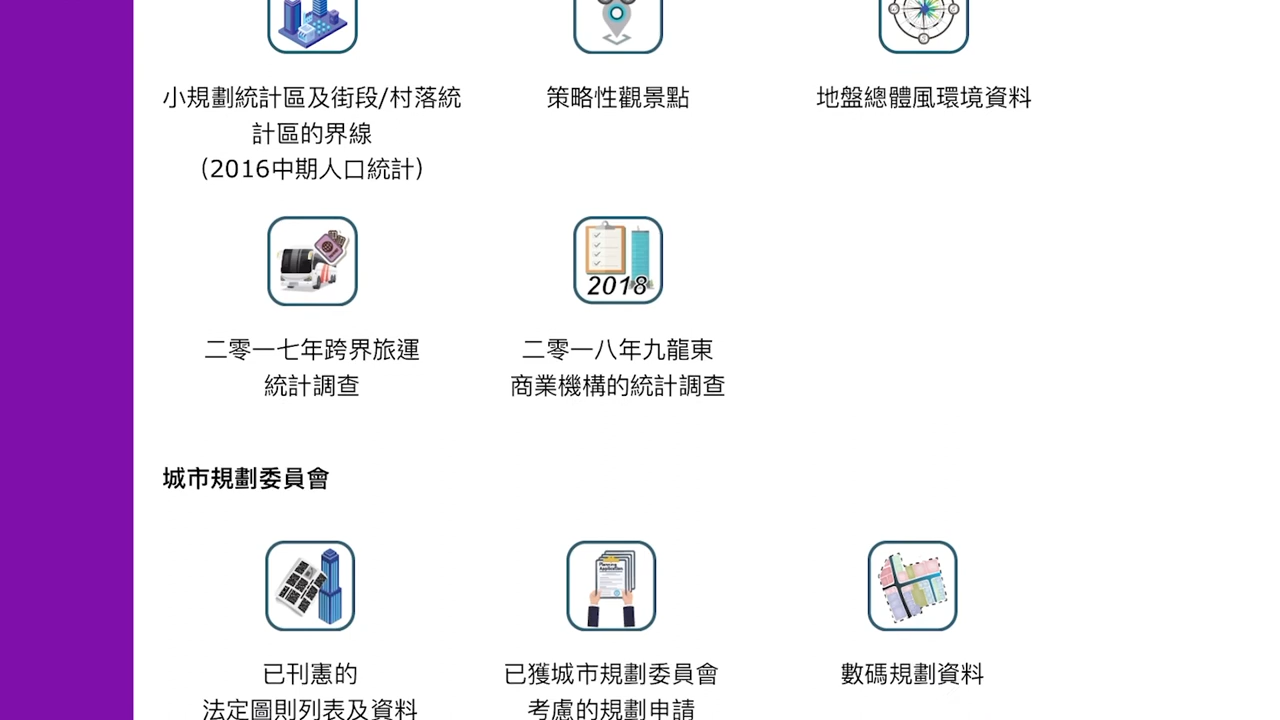 小規劃統計區及街段/村落統
計區的界線
（2016中期人口統計）
策略性觀景點
地盤總體風環境資料
二零一七年跨界旅運
統計調查
2018
二零一八年九龍東
商業機構的統計調查
城市規劃委員會
已刊憲的
法定圖則列表及資料
Planning
Application
已獲城市規劃委員會
考慮的規劃申請
數碼規劃資料